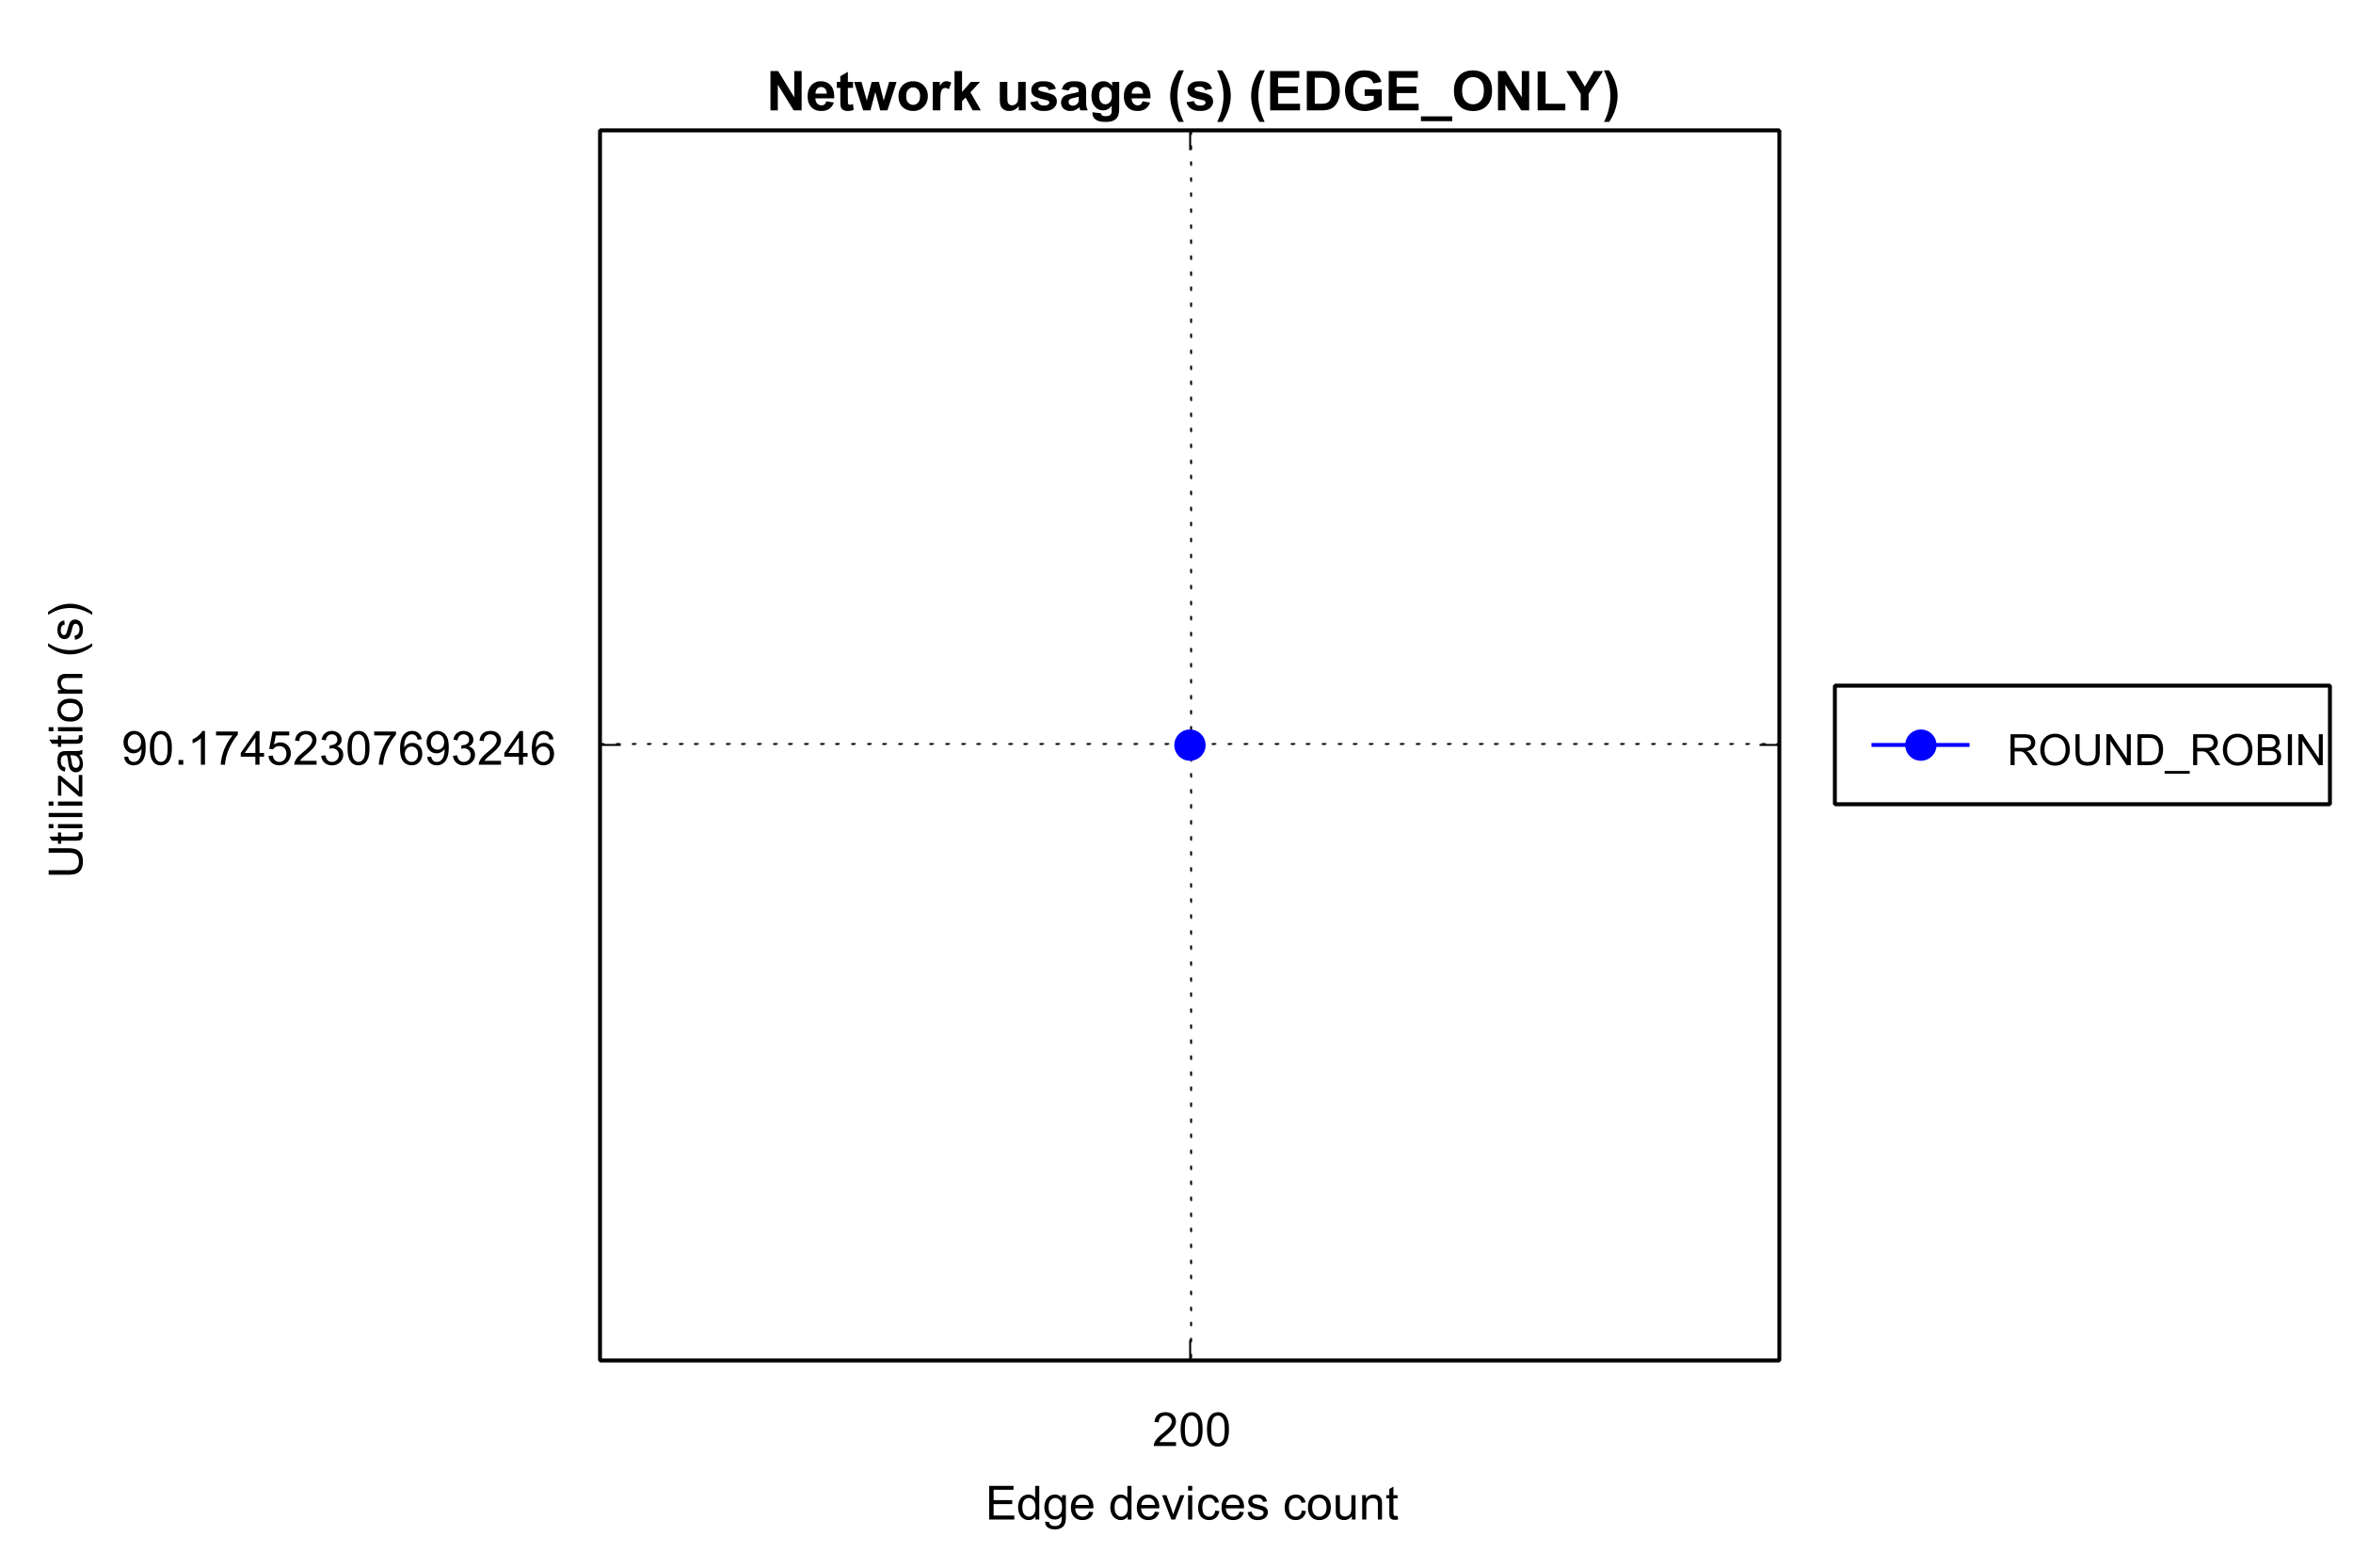 Network usage (s) (EDGE_ONLY)
Utilization (s)
90.17452307693246
ROUND_ROBIN
200
Edge devices count